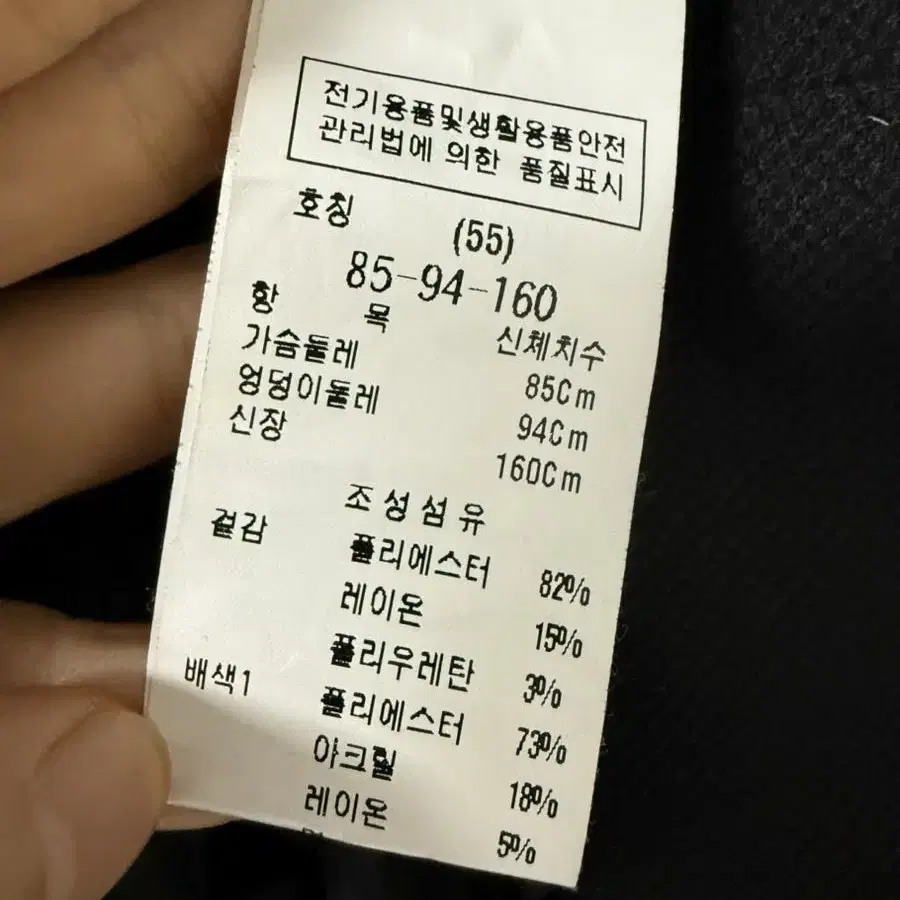 전기용품및생활용품안전
관리법에 의한 품질표시
호칭 (55)
85-94-160
항 목 신체치수
가슴둘레 85Cm
엉덩이둘레 94Cm
신장 160Cm
조성섬유
겉감 폴리에스터 82%
레이온 15%
폴리우레탄 3%
배색1 폴리에스터 73%
아크릴 18%
레이온 5%